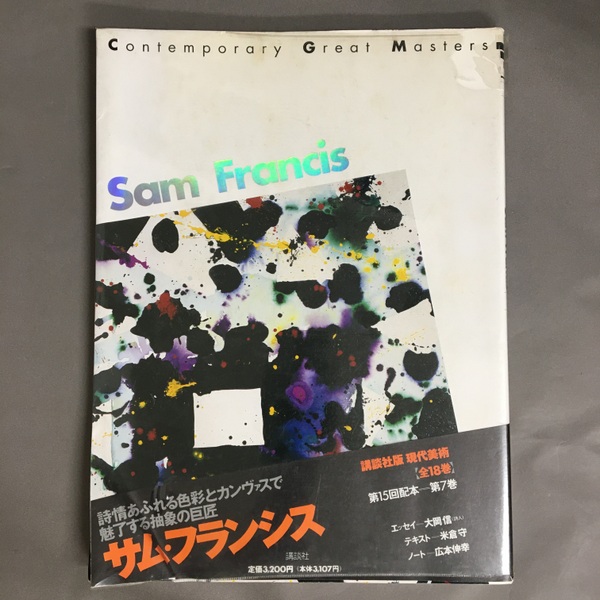 Contemporary Great Masters
Sam Francis
講談社版 現代美術
[全18巻]
第15回配本──第7巻
詩情あふれる色彩とカンヴァスで
魅了する抽象の巨匠
サム・フランシス
エッセイ──大岡信(詩人)
テキスト──米倉守
ノート──広本伸幸
講談社
定価3,200円(本体3,107円)